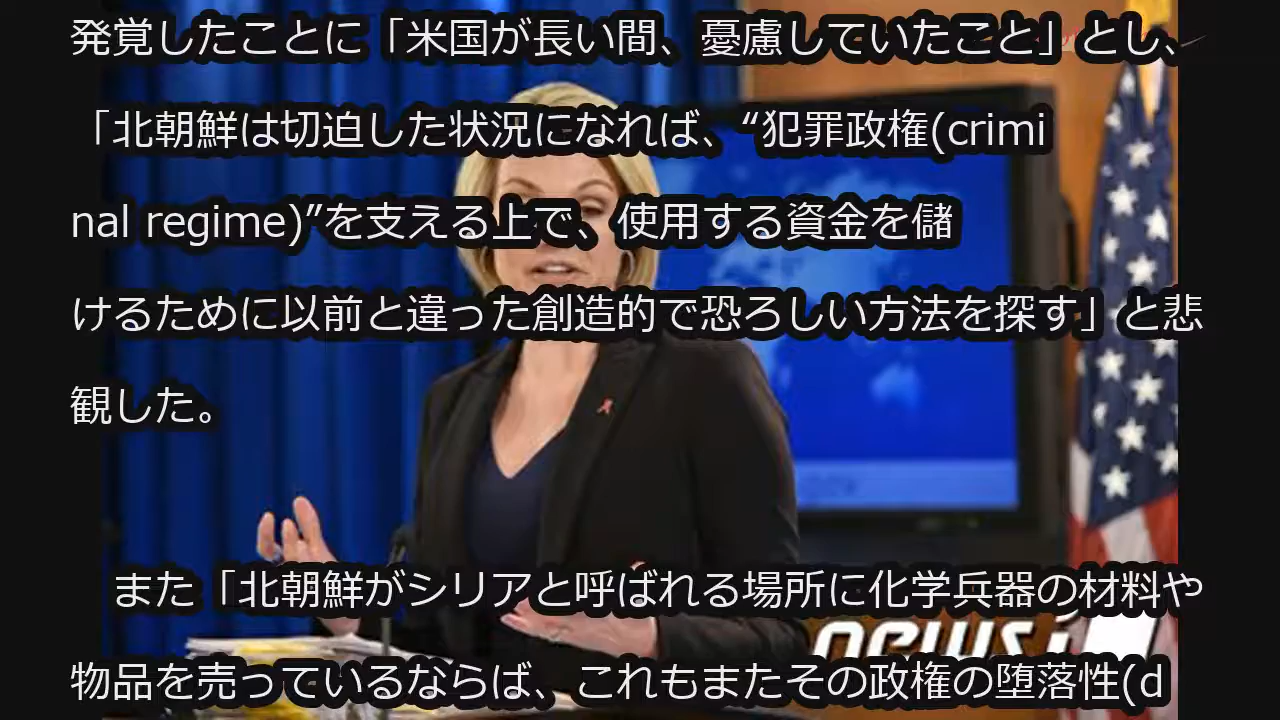 発覚したことに「米国が長い間、憂慮していたこと」とし、
「北朝鮮は切迫した状況になれば、“犯罪政権(crimi
nal regime)”を支える上で、使用する資金を儲
けるために以前と違った創造的で恐ろしい方法を探す」と悲
観した。
また「北朝鮮がシリアと呼ばれる場所に化学兵器の材料や
物品を売っているならば、これもまたその政権の堕落性(d
news1